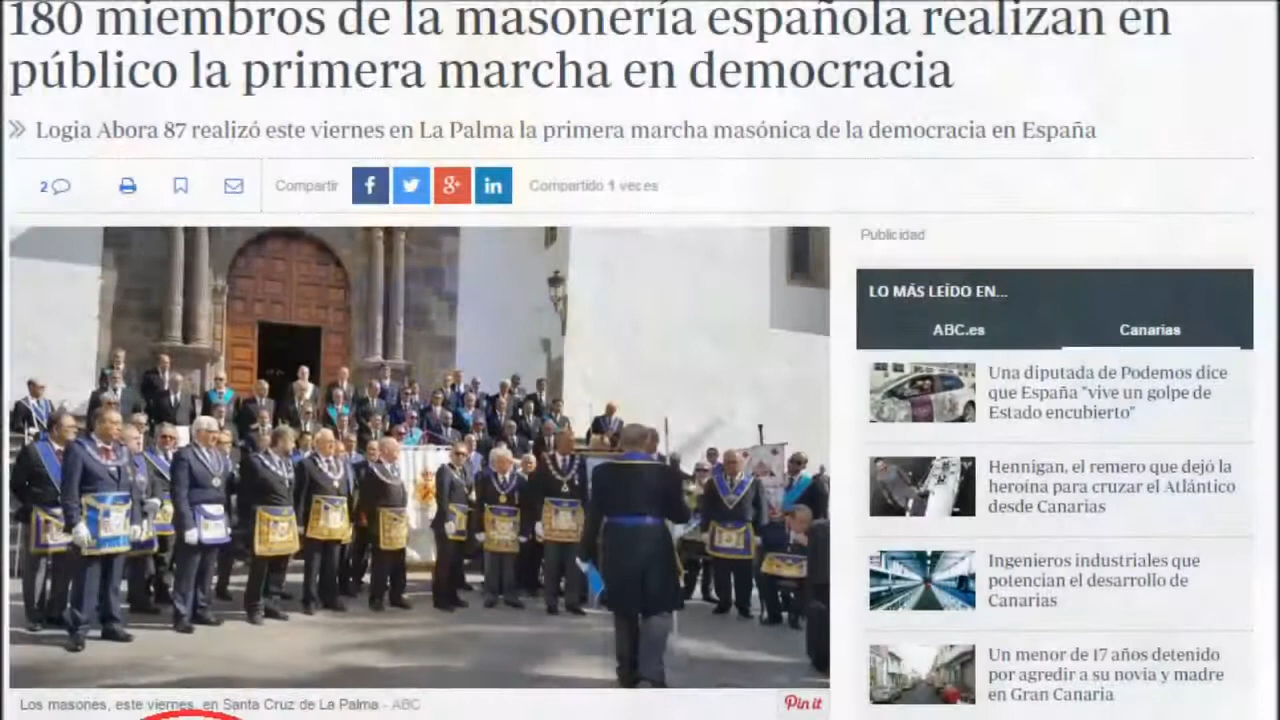 180 miembros de la masonería española realizan en
público la primera marcha en democracia
Logia Abora 87 realizó este viernes en La Palma la primera marcha masónica de la democracia en España
2
Compartir
f
g+
in
Compartido 1 veces
Publicidad
LO MÁS LEÍDO EN...
ABC.es
Canarias
Una diputada de Podemos dice
que España "vive un golpe de
Estado encubierto"
Hennigan, el remero que dejó la
heroína para cruzar el Atlántico
desde Canarias
Ingenieros industriales que
potencian el desarrollo de
Canarias
Un menor de 17 años detenido
por agredir a su novia y madre
en Gran Canaria
Los masones, este viernes, en Santa Cruz de La Palma - ABC
Pin it